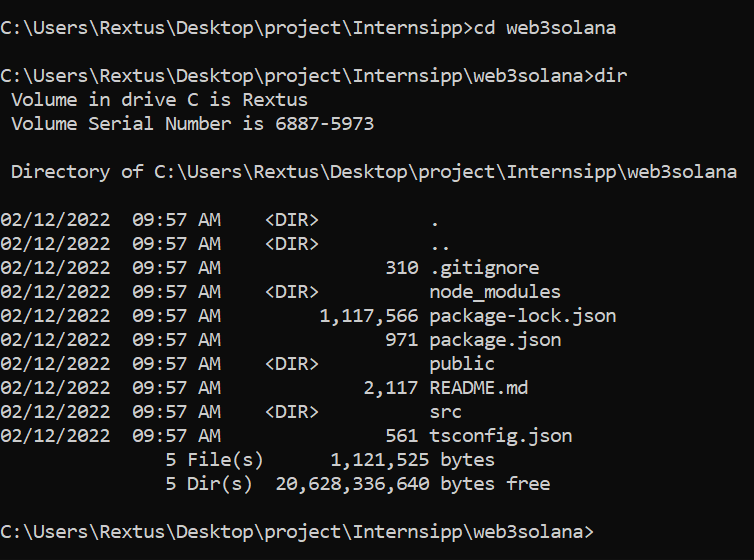 C:\Users\Rextus\Desktop\project\Internsipp>cd web3solana
C:\Users\Rextus\Desktop\project\Internsipp\web3solana>dir
 Volume in drive C is Rextus
 Volume Serial Number is 6887-5973
 Directory of C:\Users\Rextus\Desktop\project\Internsipp\web3solana
02/12/2022  09:57 AM    <DIR>          .
02/12/2022  09:57 AM    <DIR>          ..
02/12/2022  09:57 AM               310 .gitignore
02/12/2022  09:57 AM    <DIR>          node_modules
02/12/2022  09:57 AM         1,117,566 package-lock.json
02/12/2022  09:57 AM               971 package.json
02/12/2022  09:57 AM    <DIR>          public
02/12/2022  09:57 AM             2,117 README.md
02/12/2022  09:57 AM    <DIR>          src
02/12/2022  09:57 AM               561 tsconfig.json
               5 File(s)      1,121,525 bytes
               5 Dir(s)  20,628,336,640 bytes free
C:\Users\Rextus\Desktop\project\Internsipp\web3solana>